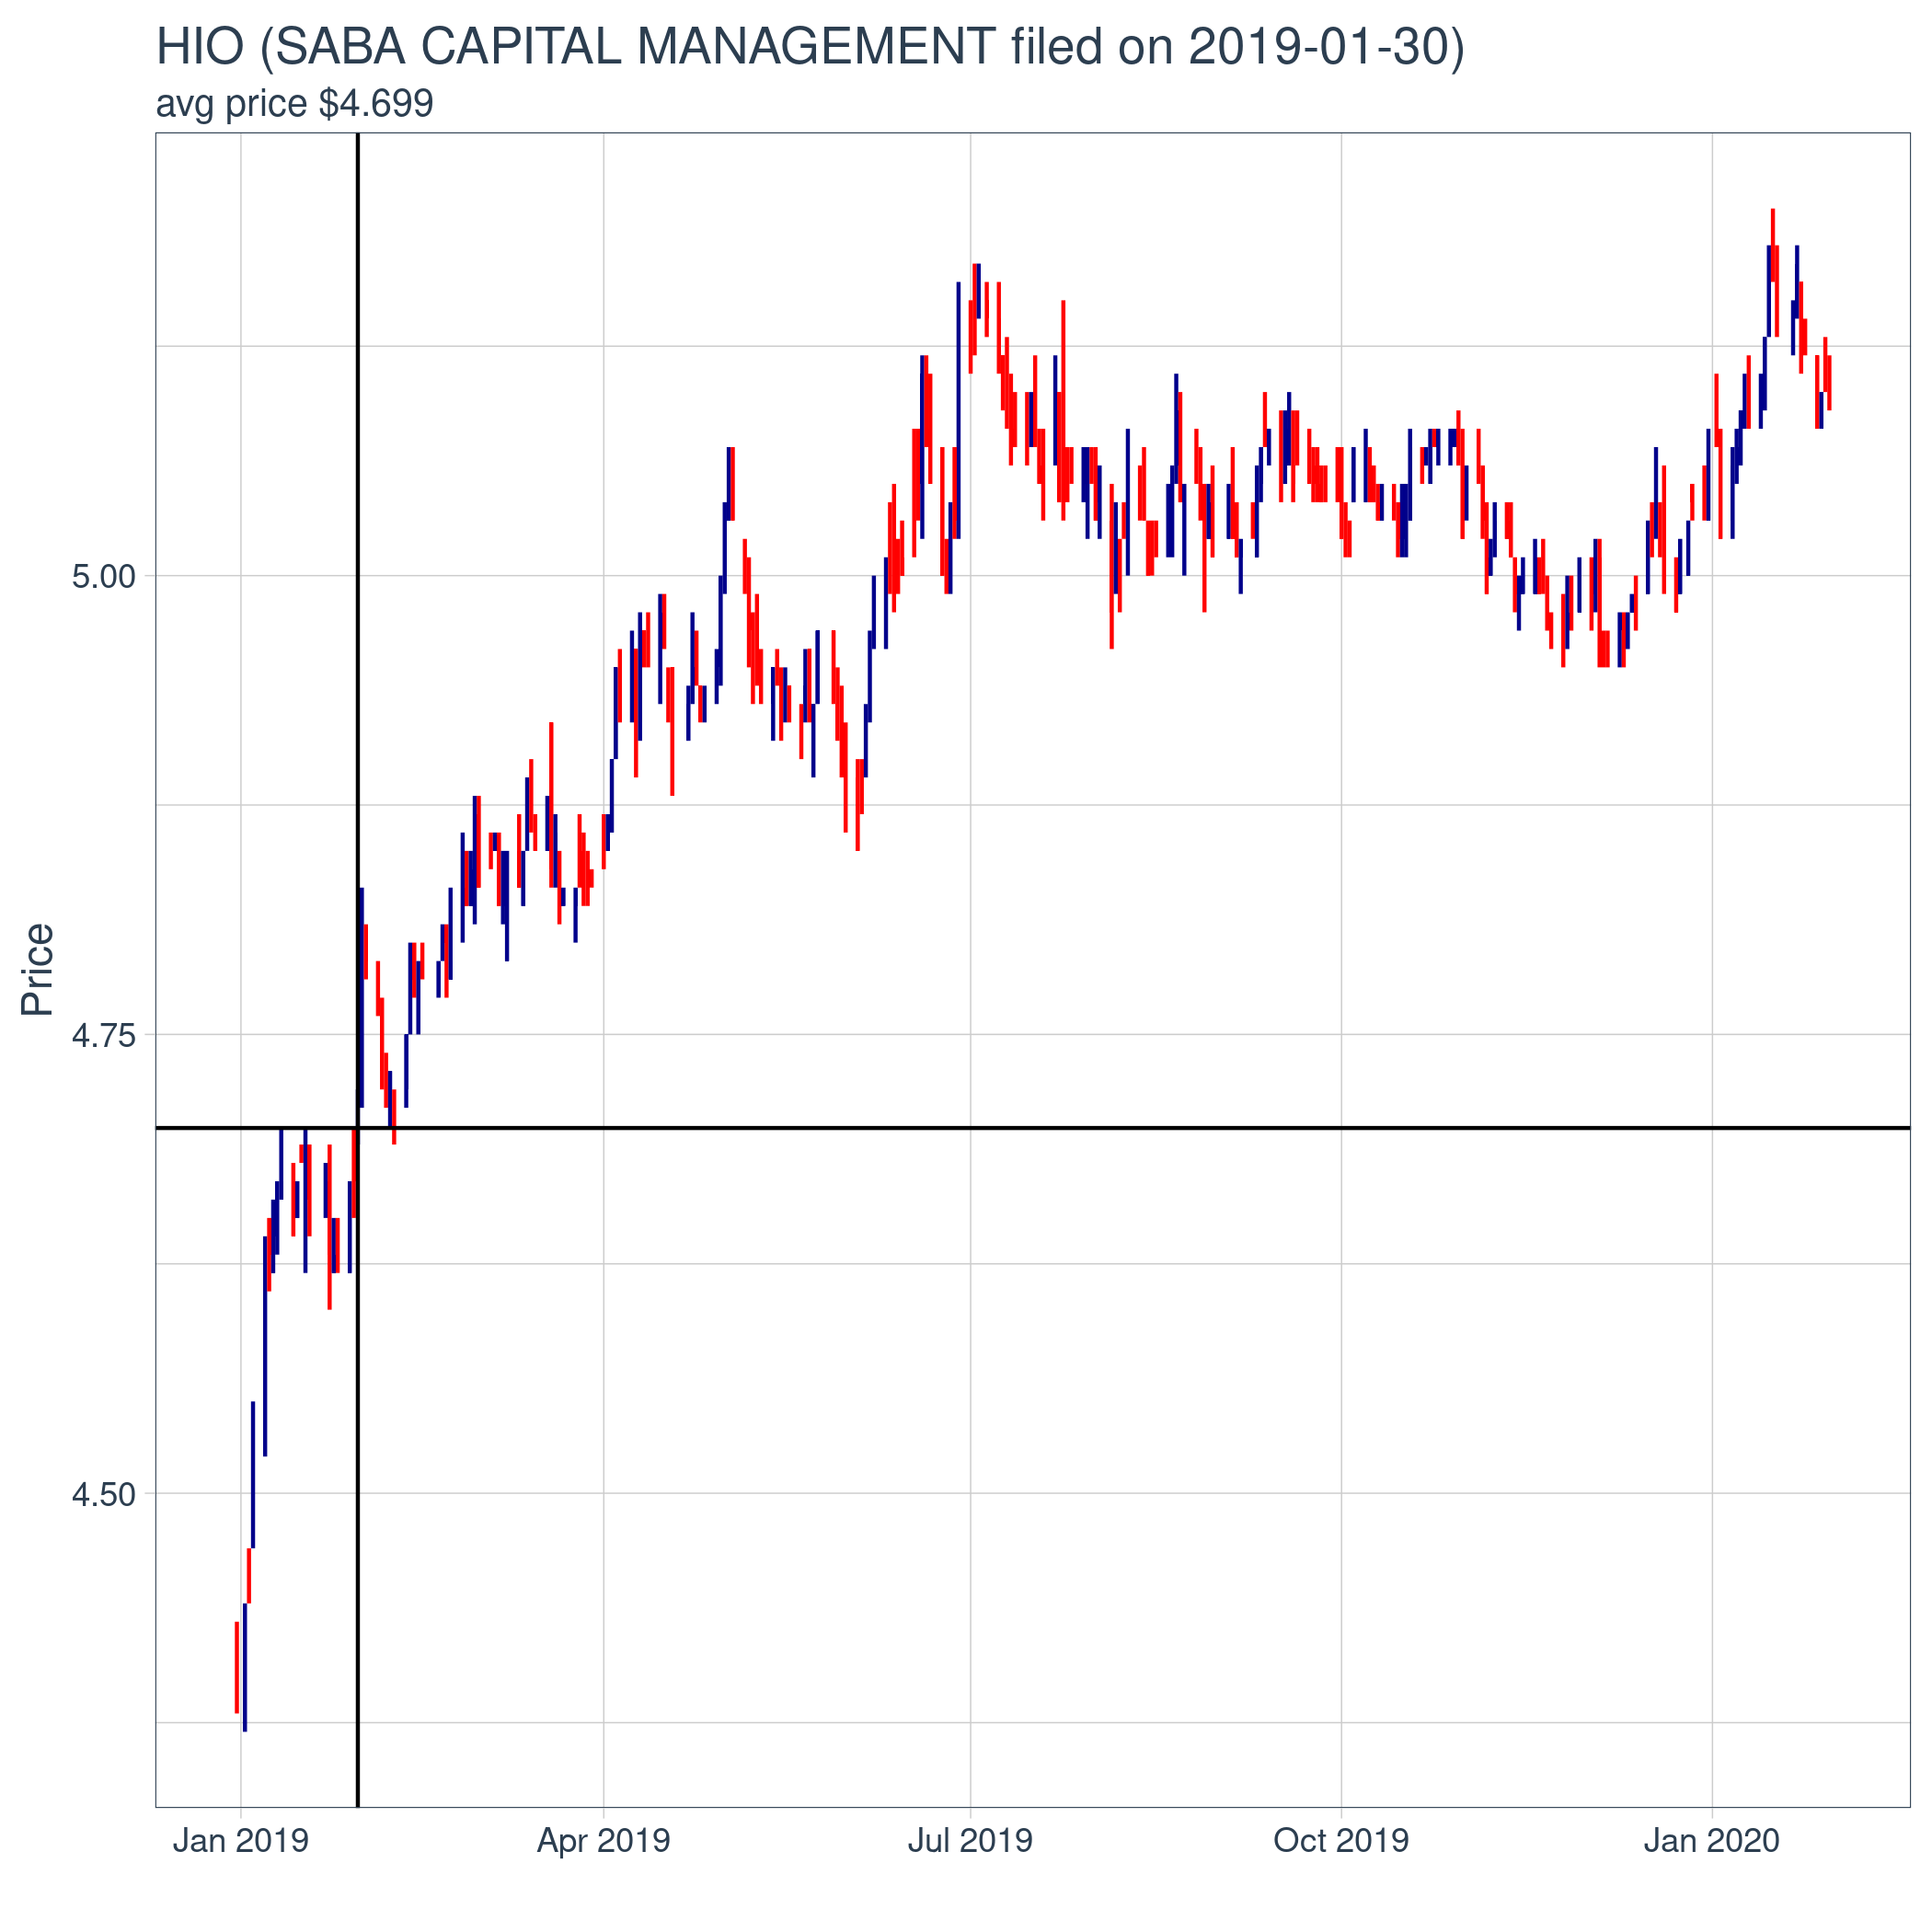 HIO (SABA CAPITAL MANAGEMENT filed on 2019-01-30)
avg price $4.699
Price
5.00
4.75
4.50
Jan 2019
Apr 2019
Jul 2019
Oct 2019
Jan 2020